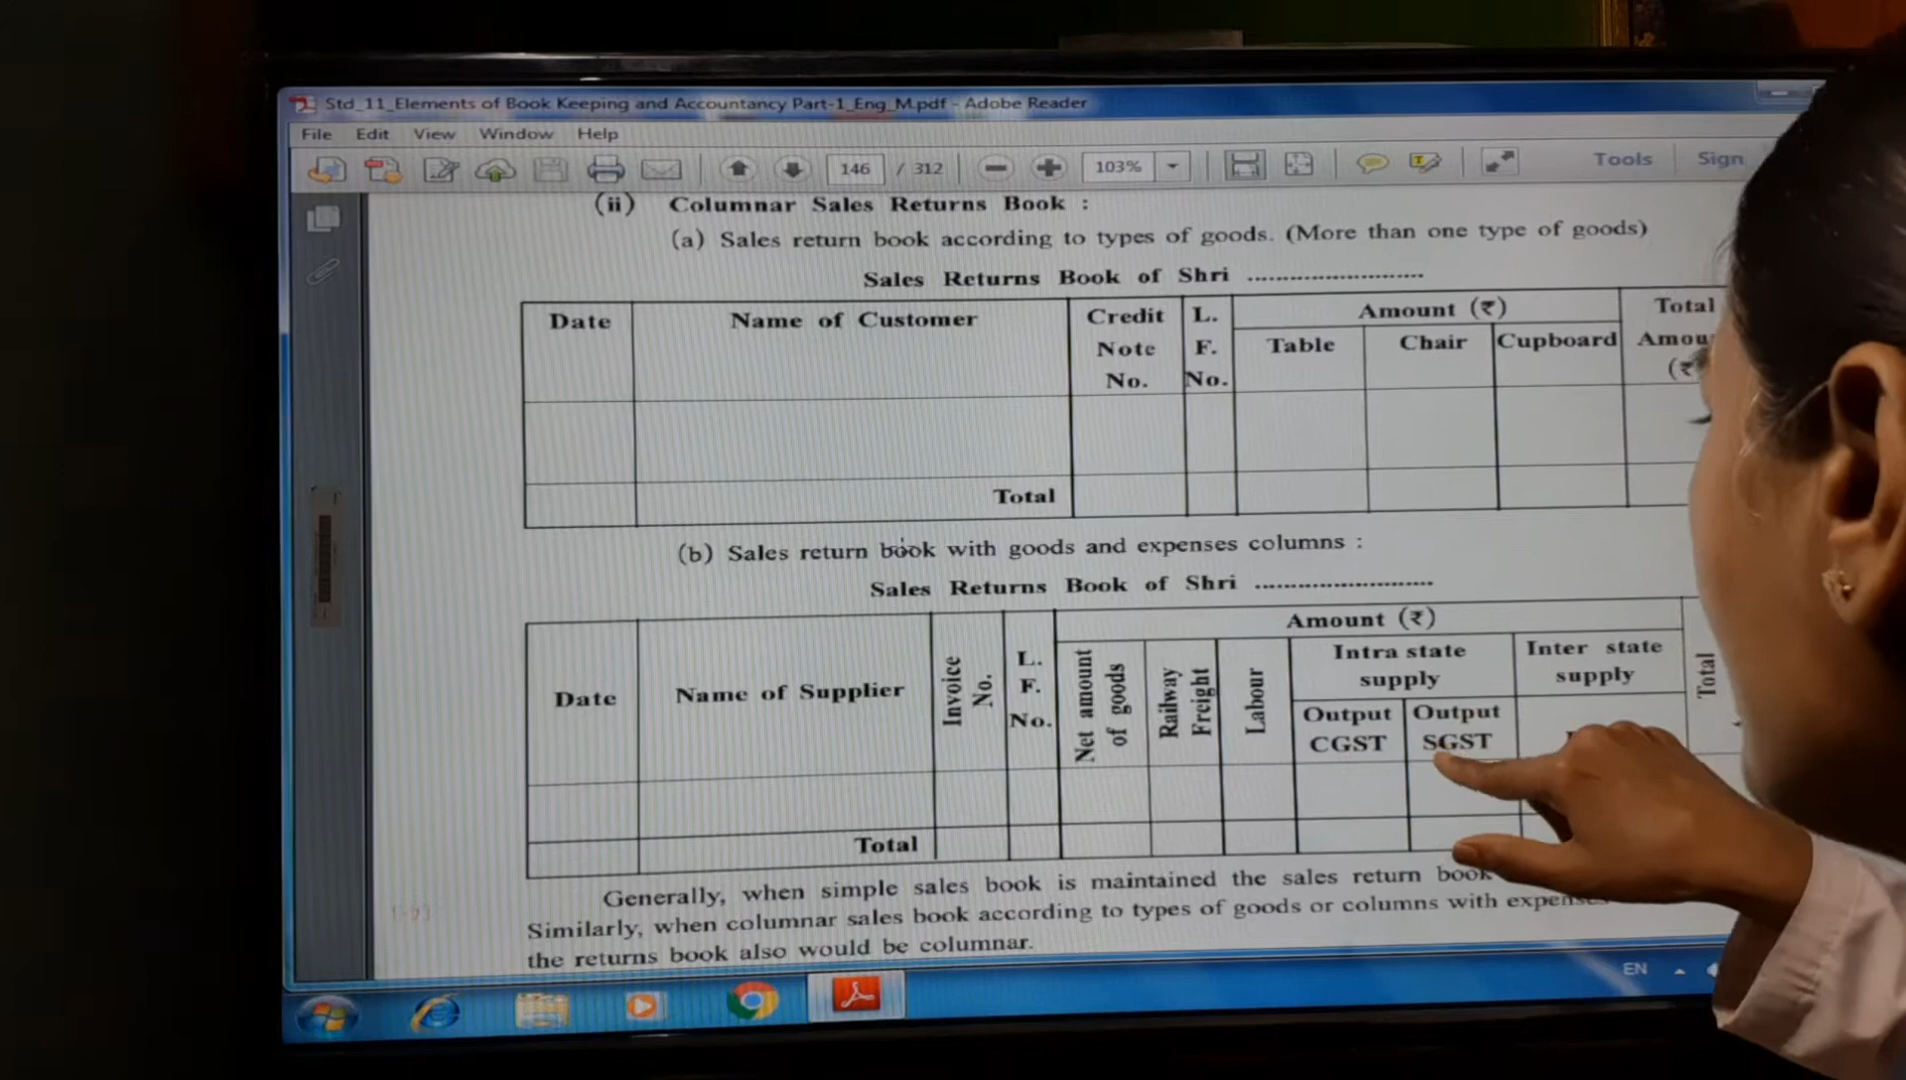 Std_11_Elements of Book Keeping and Accountancy Part-1_Eng_M.pdf - Adobe Reader
File Edit View Window Help
146 / 312 103% Tools Sign
(ii) Columnar Sales Returns Book :
(a) Sales return book according to types of goods. (More than one type of goods)
Sales Returns Book of Shri .........................
Date Name of Customer Credit Note No. L. F. No. Amount (₹) Total
Table Chair Cupboard
(₹
Total
(b) Sales return book with goods and expenses columns :
Sales Returns Book of Shri .........................
Amount (₹)
Date Name of Supplier Invoice No. L. F. No. Net amount of goods Railway Freight Labour Intra state supply Inter state supply Total
Output CGST Output SGST
Total
Generally, when simple sales book is maintained the sales return book
Similarly, when columnar sales book according to types of goods or columns with
the returns book also would be columnar.
EN